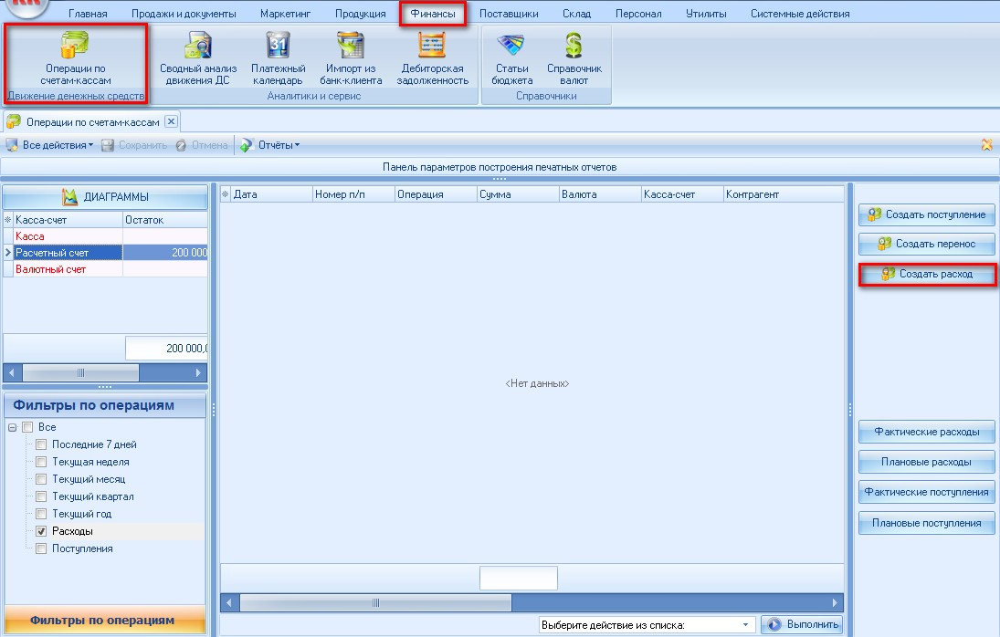 Главная Продажи и документы Маркетинг Продукция Финансы Поставщики Склад Персонал Утилиты Системные действия
Операции по счетам-кассам
Сводный анализ движения ДС
Платежный календарь
Импорт из банк-клиента
Дебиторская задолженность
Статьи бюджета
Справочник валют
Движение денежных средств Аналитики и сервис Справочники
Операции по счетам-кассам
Все действия Сохранить Отмена Отчёты
Панель параметров построения печатных отчетов
ДИАГРАММЫ
Касса-счет Остаток
Касса
Расчетный счет 200 000
Валютный счет
200 000,
Фильтры по операциям
Все
Последние 7 дней
Текущая неделя
Текущий месяц
Текущий квартал
Текущий год
Расходы
Поступления
Фильтры по операциям
Дата Номер п/п Операция Сумма Валюта Касса-счет Контрагент
<Нет данных>
Выберите действие из списка: Выполнить
Создать поступление
Создать перенос
Создать расход
Фактические расходы
Плановые расходы
Фактические поступления
Плановые поступления